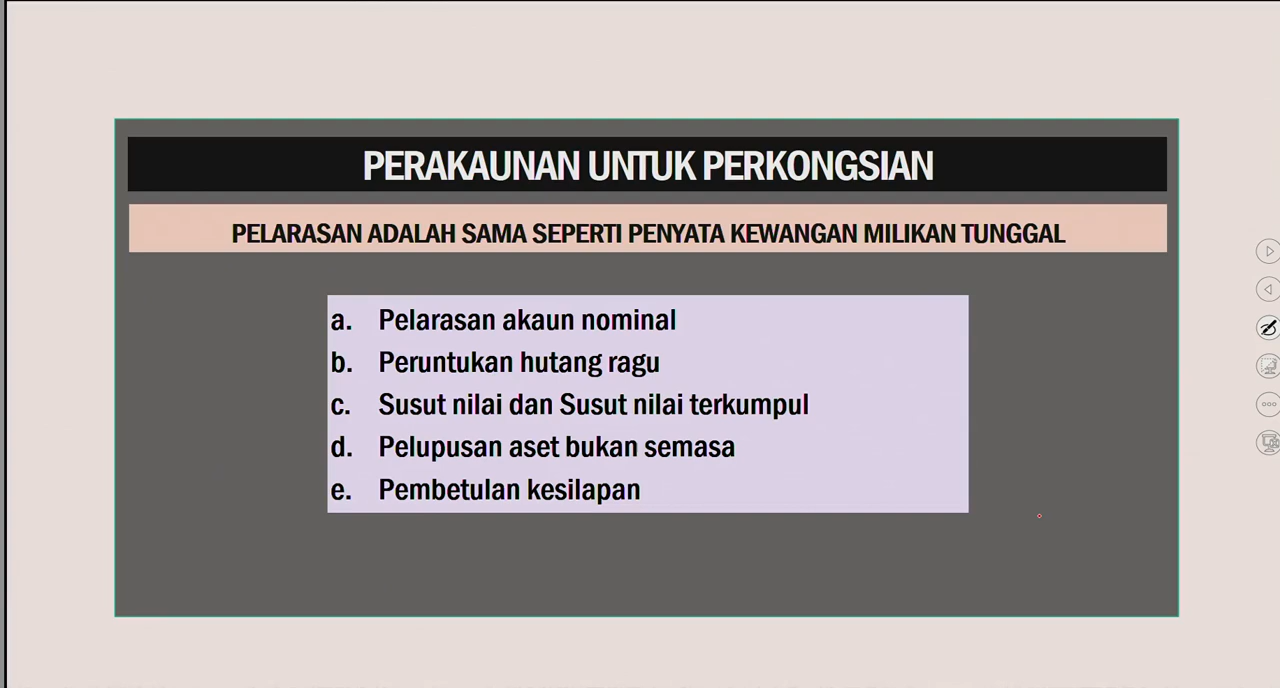 PERAKAUNAN UNTUK PERKONGSIAN
PELARASAN ADALAH SAMA SEPERTI PENYATA KEWANGAN MILIKAN TUNGGAL
a. Pelarasan akaun nominal
b. Peruntukan hutang ragu
c. Susut nilai dan Susut nilai terkumpul
d. Pelupusan aset bukan semasa
e. Pembetulan kesilapan